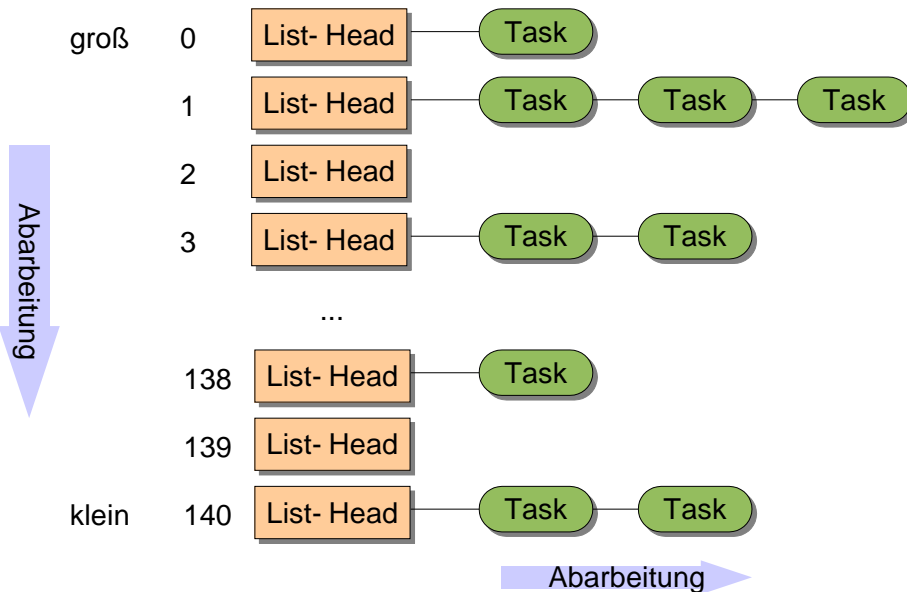 groß 0 List- Head Task
1 List- Head Task Task Task
2 List- Head
3 List- Head Task Task
...
138 List- Head Task
139 List- Head
klein 140 List- Head Task Task
Abarbeitung
Abarbeitung